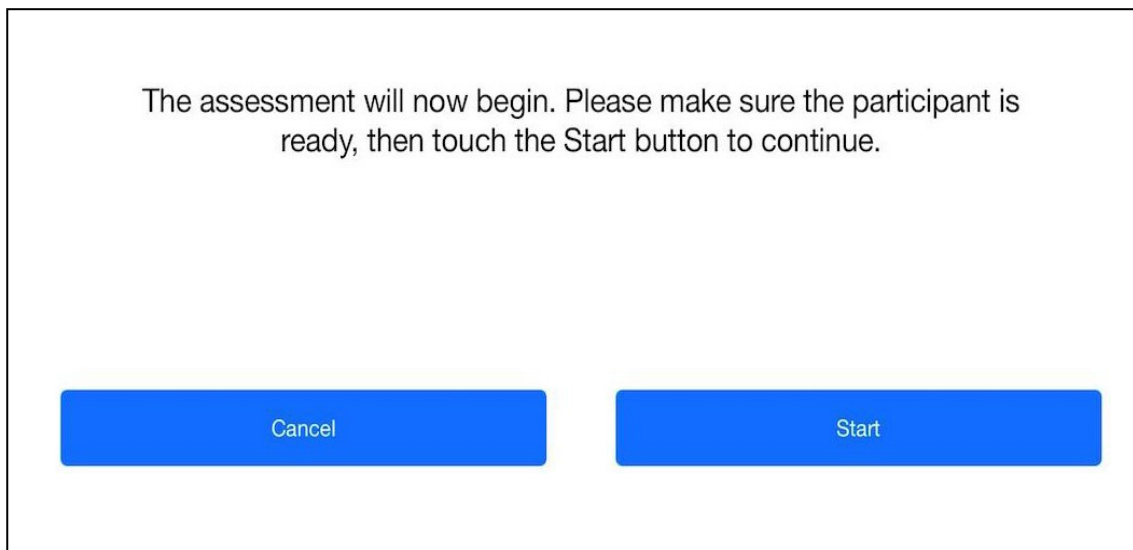 The assessment will now begin. Please make sure the participant is
ready, then touch the Start button to continue.
Cancel
Start